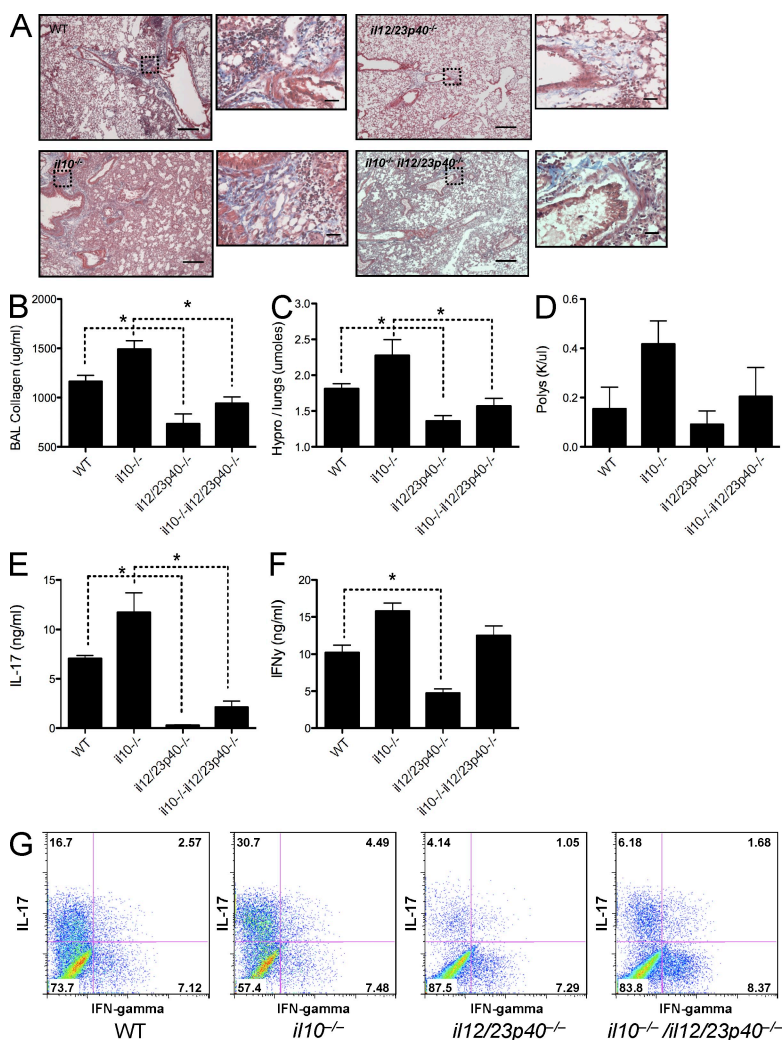 A
WT
il12/23p40-/-
il10-/-
il10-/- il12/23p40-/-
B
BAL Collagen (ug/ml)
2000
1500
1000
500
* *
WT
il10-/-
il12/23p40-/-
il10-/-il12/23p40-/-
C
Hypro / lungs (umoles)
3.0
2.5
2.0
1.5
1.0
* *
WT
il10-/-
il12/23p40-/-
il10-/-il12/23p40-/-
D
Polys (K/ul)
0.6
0.4
0.2
0.0
WT
il10-/-
il12/23p40-/-
il10-/-il12/23p40-/-
E
IL-17 (ng/ml)
15
10
5
0
* *
WT
il10-/-
il12/23p40-/-
il10-/-il12/23p40-/-
F
IFNy (ng/ml)
20
15
10
5
0
*
WT
il10-/-
il12/23p40-/-
il10-/-il12/23p40-/-
G
16.7 2.57
IL-17
73.7 7.12
IFN-gamma
WT
30.7 4.49
IL-17
57.4 7.48
IFN-gamma
il10-/-
4.14 1.05
IL-17
87.5 7.29
IFN-gamma
il12/23p40-/-
6.18 1.68
IL-17
83.8 8.37
IFN-gamma
il10-/- /il12/23p40-/-